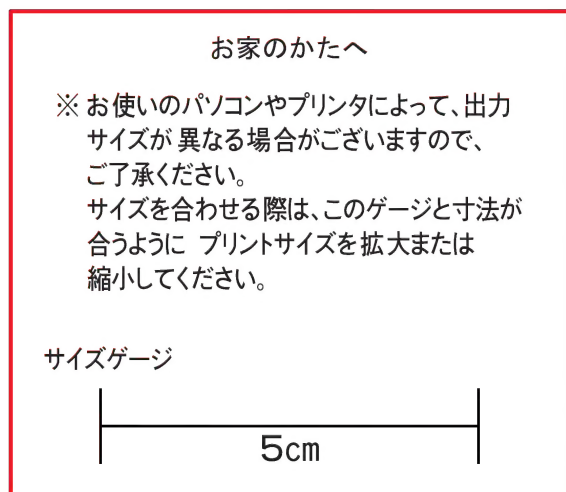 お家のかたへ
※ お使いのパソコンやプリンタによって、出力
サイズが 異なる場合がございますので、
ご了承ください。
サイズを合わせる際は、このゲージと寸法が
合うように プリントサイズを拡大または
縮小してください。
サイズゲージ
5cm